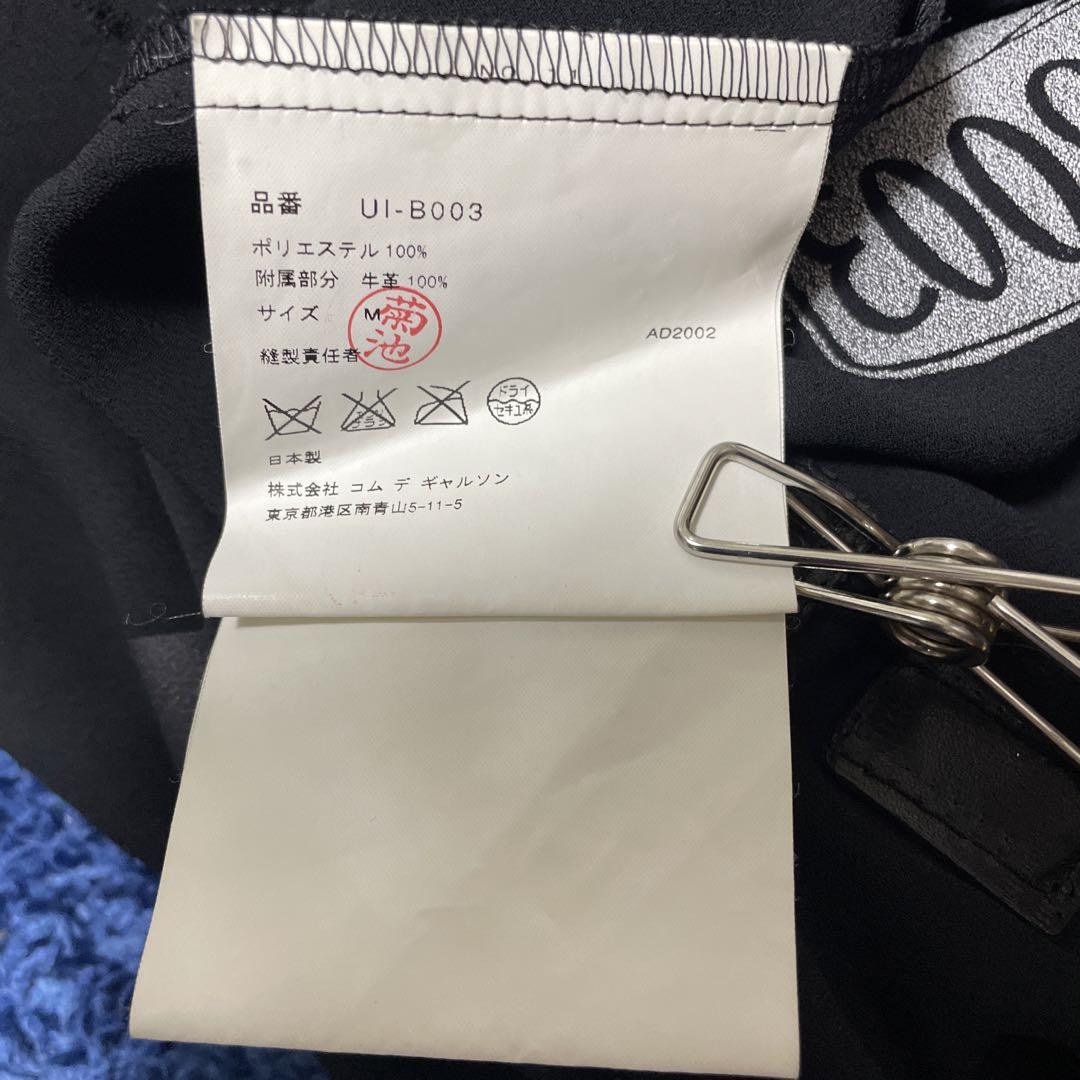 品番 UI-B003
ポリエステル 100%
附属部分 牛革 100%
サイズ M
菊池
AD2002
縫製責任者
ドライ
セキユ系
日本製
株式会社 コム デ ギャルソン
東京都港区南青山5-11-5